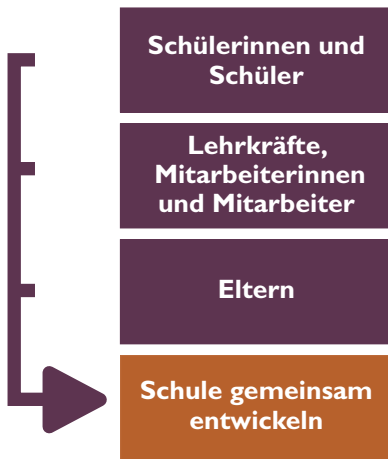 Schülerinnen und
Schüler
Lehrkräfte,
Mitarbeiterinnen
und Mitarbeiter
Eltern
Schule gemeinsam
entwickeln